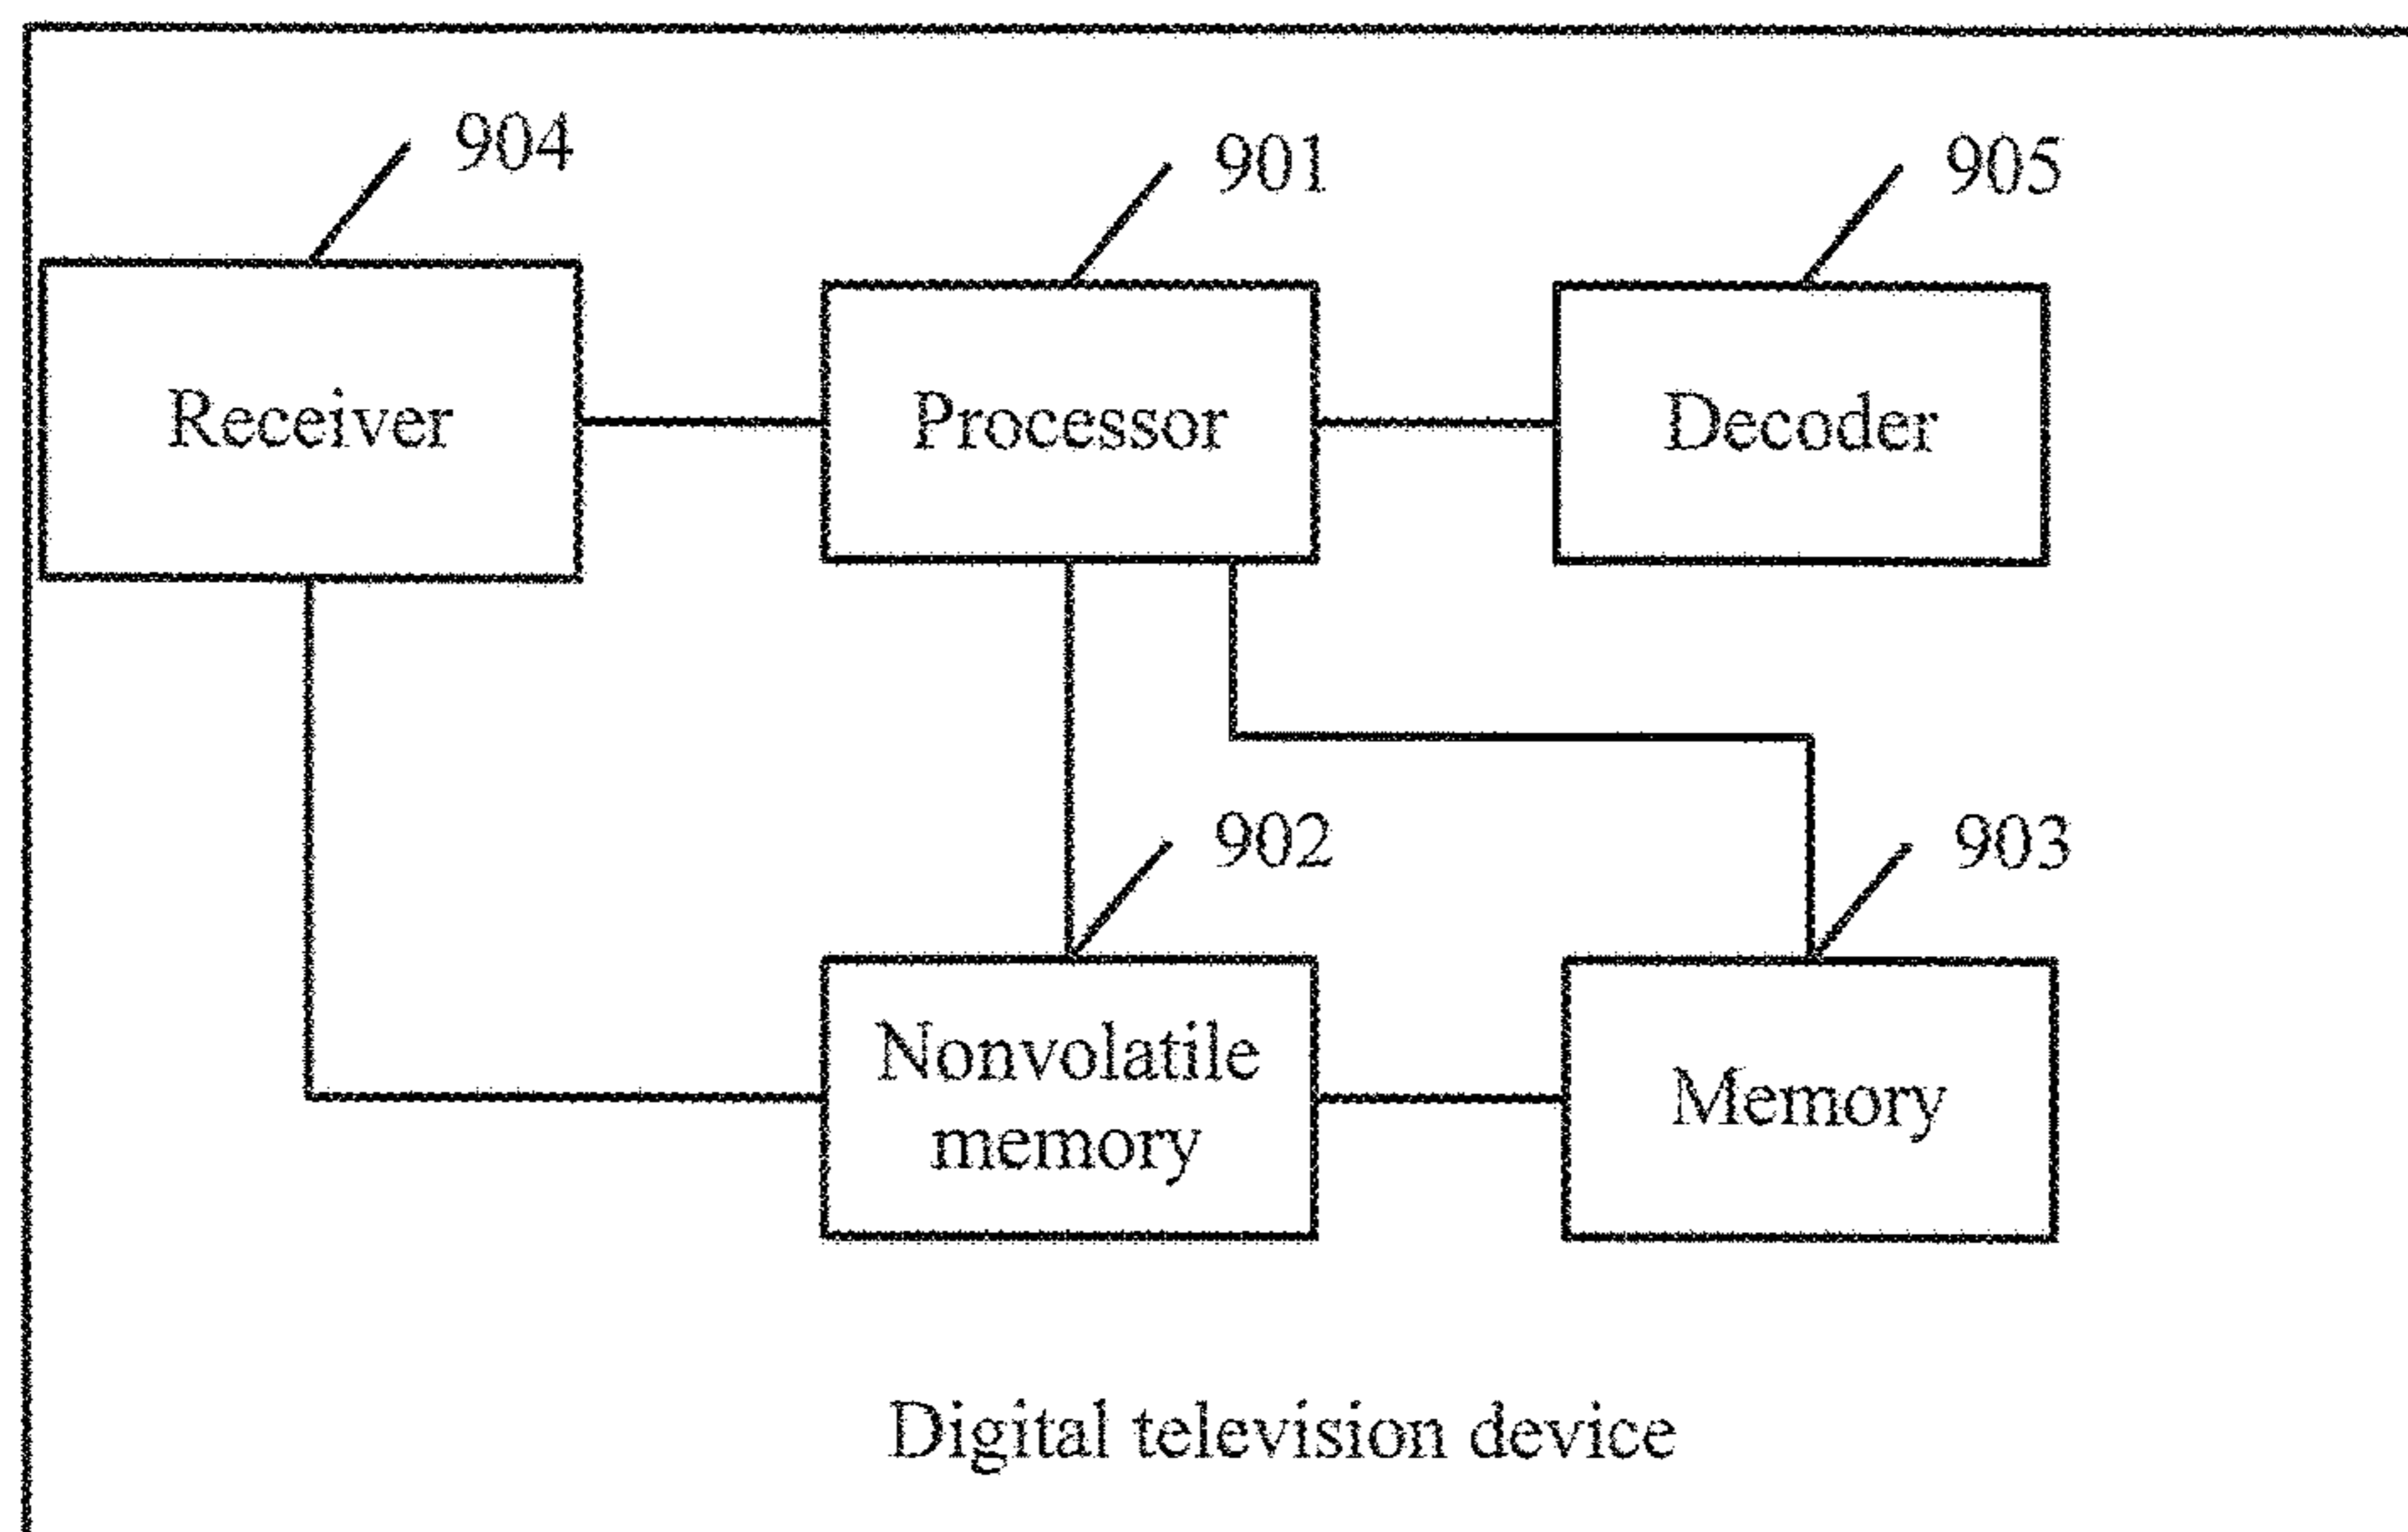 904
901
905
Receiver
Processor
Decoder
902
903
Nonvolatile
memory
Memory
Digital television device